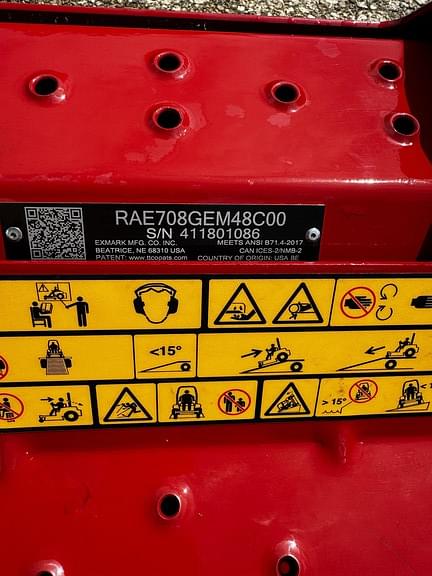 RAE708GEM48C00
S/N 411801086
EXMARK MFG. CO. INC. MEETS ANSI B71.4-2017
BEATRICE, NE 68310 USA CAN ICES-2/NMB-2
PATENT: www.ttcopats.com COUNTRY OF ORIGIN: USA BE
<15°
> 15°